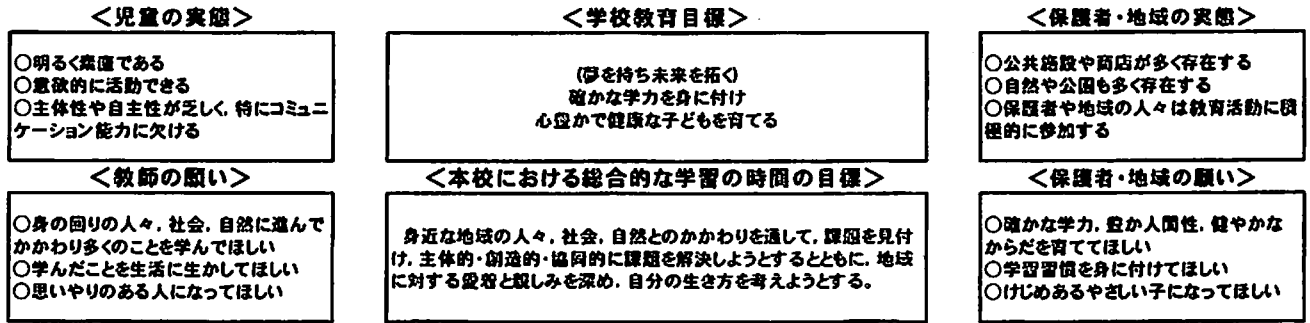 ＜児童の実態＞
○明るく素直である
○意欲的に活動できる
○主体性や自主性が乏しく，特にコミュニ
ケーション能力に欠ける
＜学校教育目標＞
(夢を持ち未来を拓く)
確かな学力を身に付け
心豊かで健康な子どもを育てる
＜保護者・地域の実態＞
○公共施設や商店が多く存在する
○自然や公園も多く存在する
○保護者や地域の人々は教育活動に積
極的に参加する
＜教師の願い＞
○身の回りの人々，社会，自然に進んで
かかわり多くのことを学んでほしい
○学んだことを生活に生かしてほしい
○思いやりのある人になってほしい
＜本校における総合的な学習の時間の目標＞
身近な地域の人々，社会，自然とのかかわりを通して，課題を見付
け，主体的・創造的・協同的に課題を解決しようとするとともに，地域
に対する愛着と親しみを深め，自分の生き方を考えようとする。
＜保護者・地域の願い＞
○確かな学力，豊か人間性，健やかな
からだを育ててほしい
○学習習慣を身に付けてほしい
○けじめあるやさしい子になってほしい